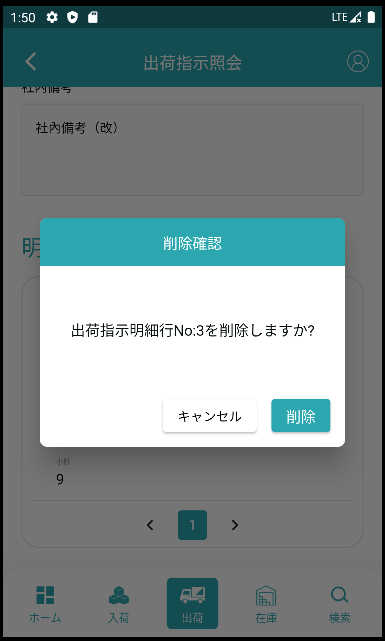 1:50
LTE
出荷指示照会
社内備考
社内備考（改）
明
削除確認
出荷指示明細行No:3を削除しますか?
キャンセル 削除
小計
9
1
ホーム 入荷 出荷 在庫 検索